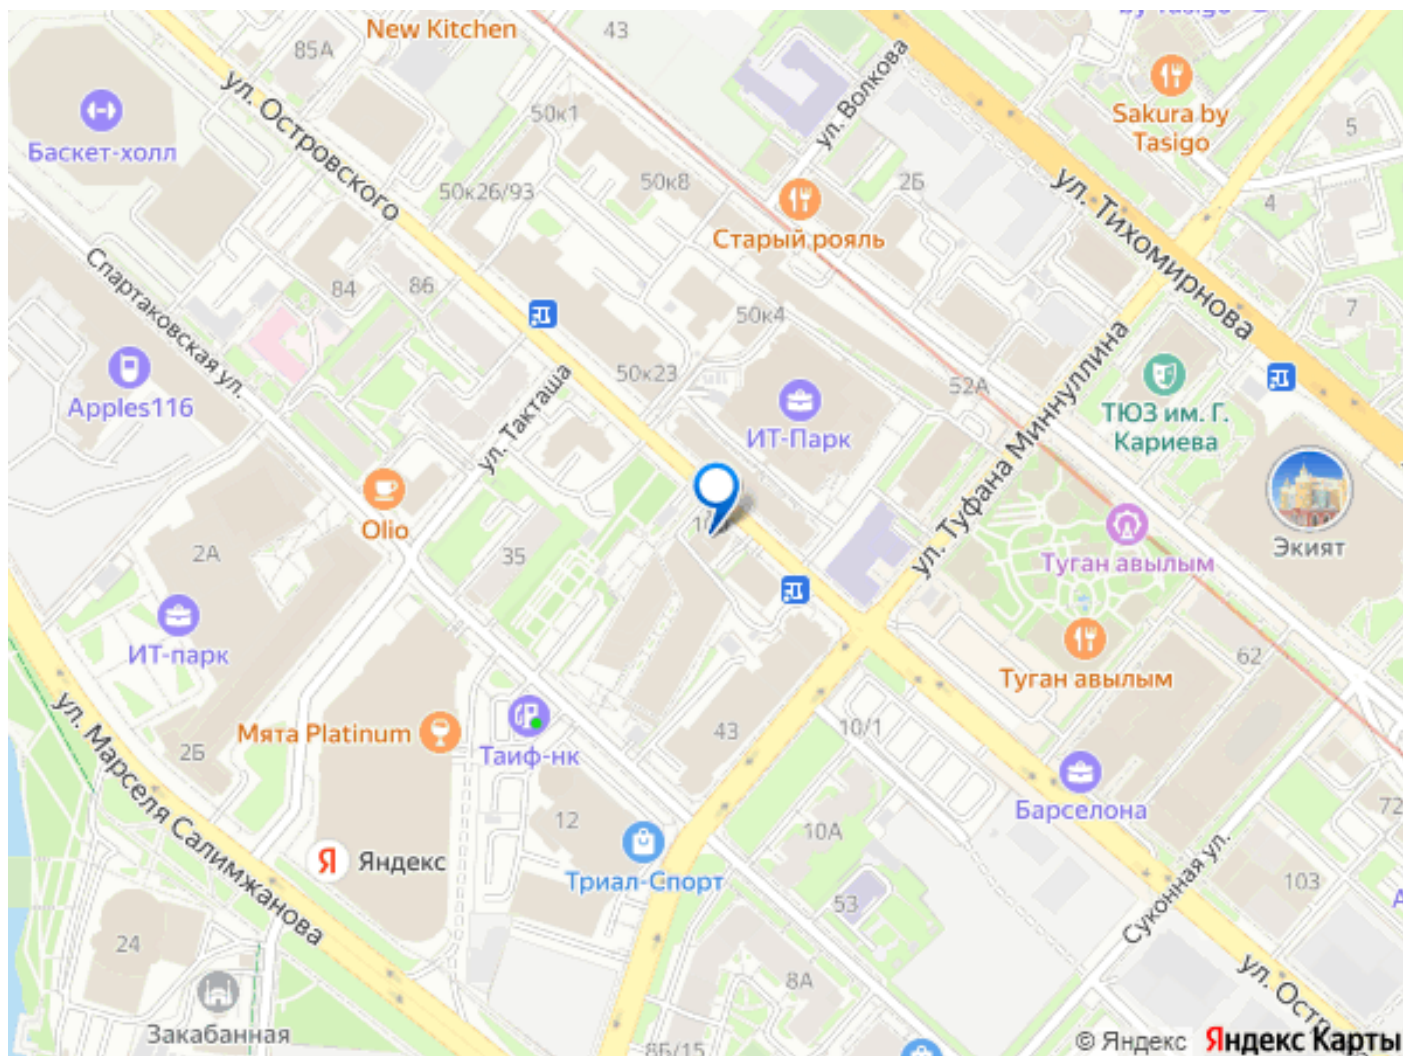 New Kitchen
43
85А
ул. Островского
50к1
ул. Волкова
Sakura by
Tasigo
5
Баскет-холл
50к26/93
50к8
2Б
4
ул. Тихомирнова
Старый рояль
Спартаковская ул.
84
86
50к4
7
Apples116
50к23
52А
ТЮЗ им. Г.
Кариева
ул. Такташа
ИТ-Парк
ул. Туфана Миннуллина
Olio
2А
35
Туган авылым
Экият
ИТ-парк
Туган авылым
62
ул. Марселя Салимжанова
2Б
Мята Platinum
Таиф-нк
43
10/1
Барселона
72
12
10А
Яндекс
Триал-Спорт
103
Суконная ул.
53
24
8А
ул. Остр
Закабанная
8Б/15
© Яндекс Яндекс Карты